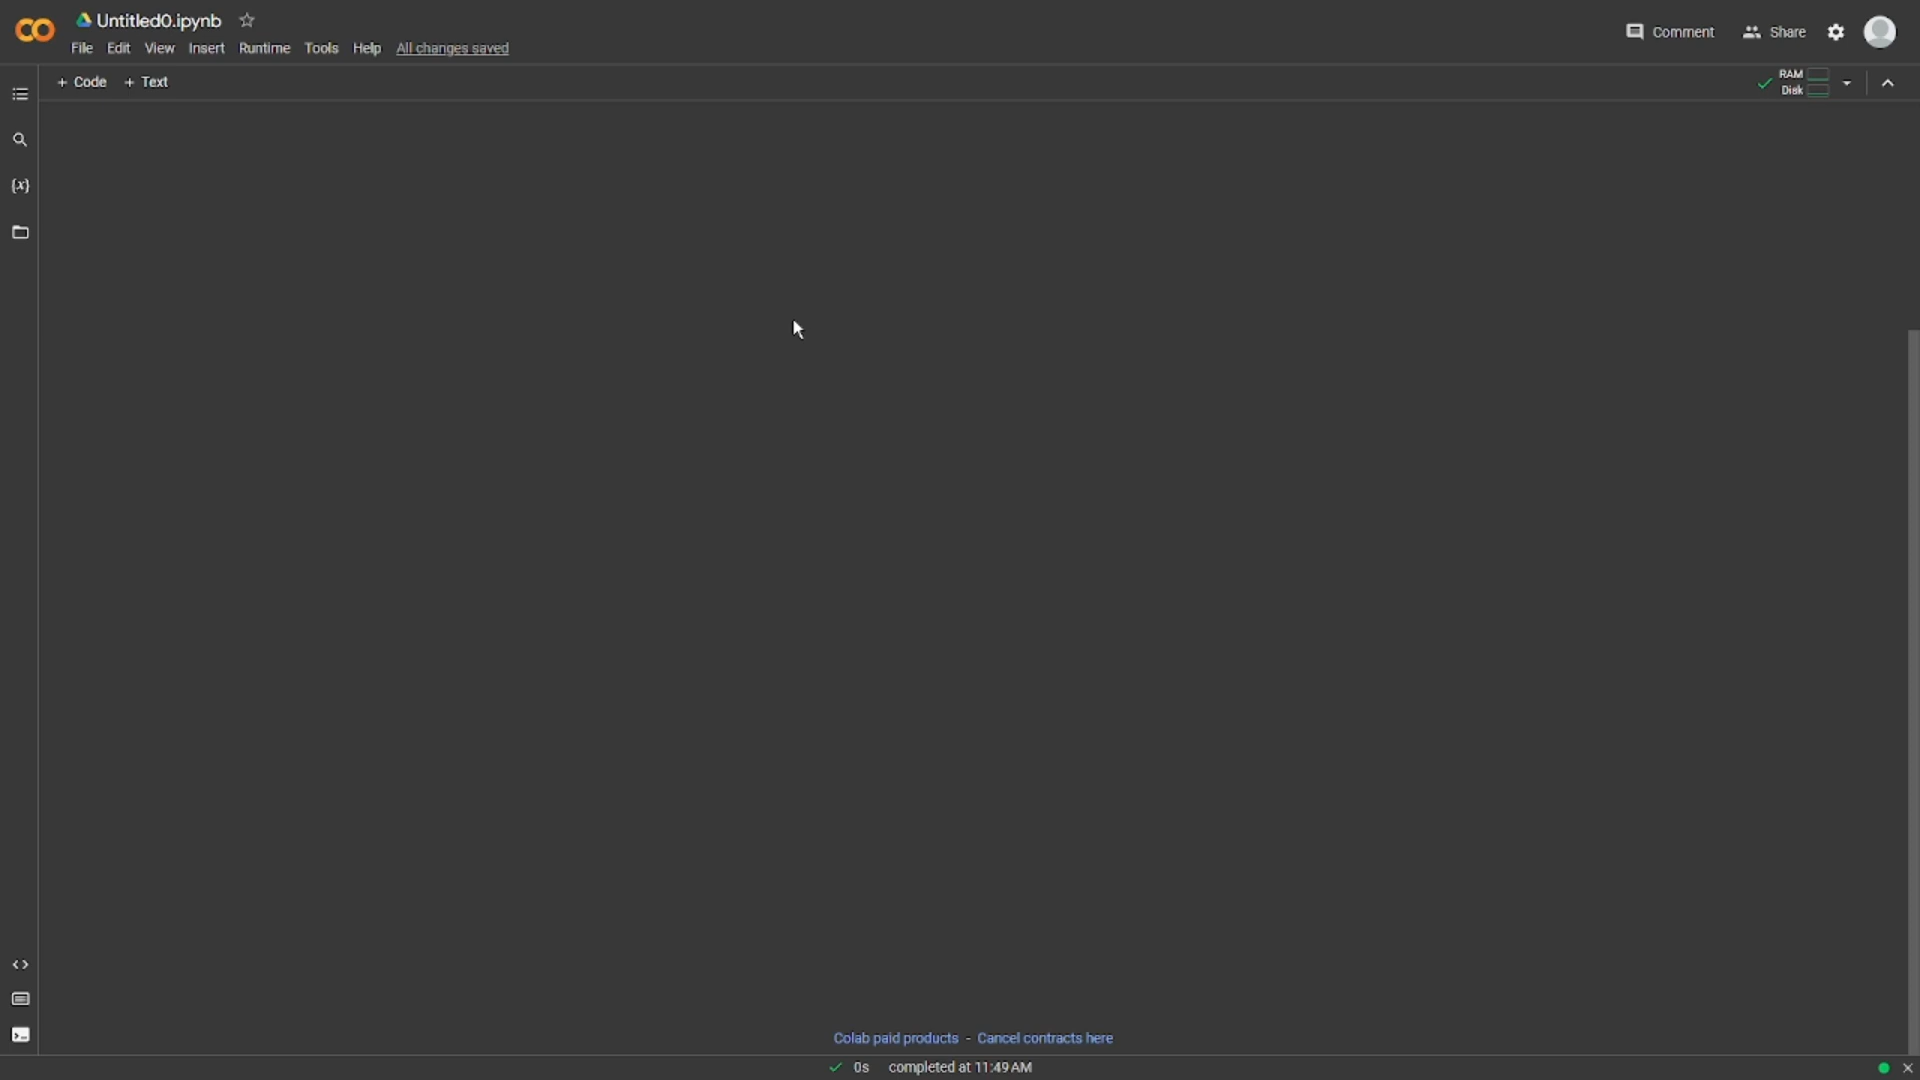 Untitled0.ipynb
File Edit View Insert Runtime Tools Help All changes saved
Comment
Share
+ Code + Text
RAM
Disk
{x}
Colab paid products - Cancel contracts here
0s completed at 11:49 AM